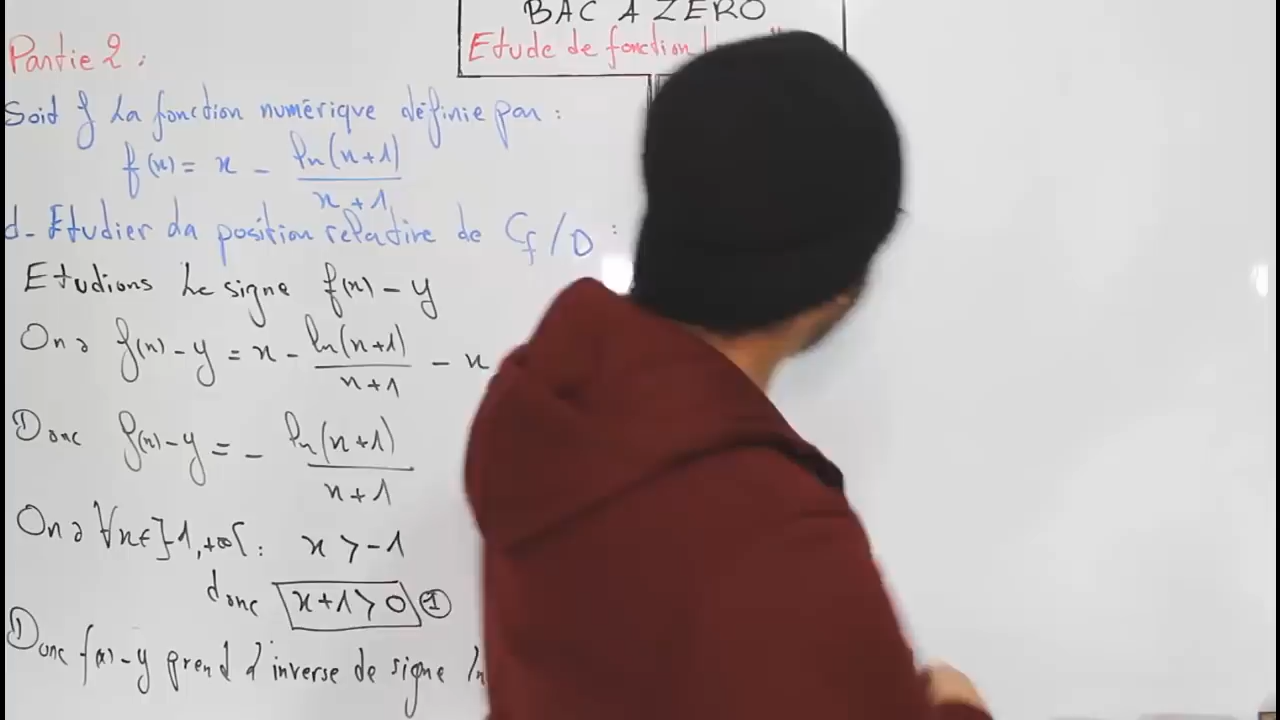 BAC A ZERO
Etude de fonction
Partie 2 :
Soit f La fonction numérique définie par :
f(x) = x - ln(x+1) / x+1
d- Etudier la position relative de Cf/D :
Etudions Le signe f(x) - y
On a f(x) - y = x - ln(x+1) / x+1 - x
Donc f(x) - y = - ln(x+1) / x+1
On a ∀x∈]-1,+∞[ : x > -1
donc x+1 > 0 ①
Donc f(x) - y prend l'inverse de signe ln